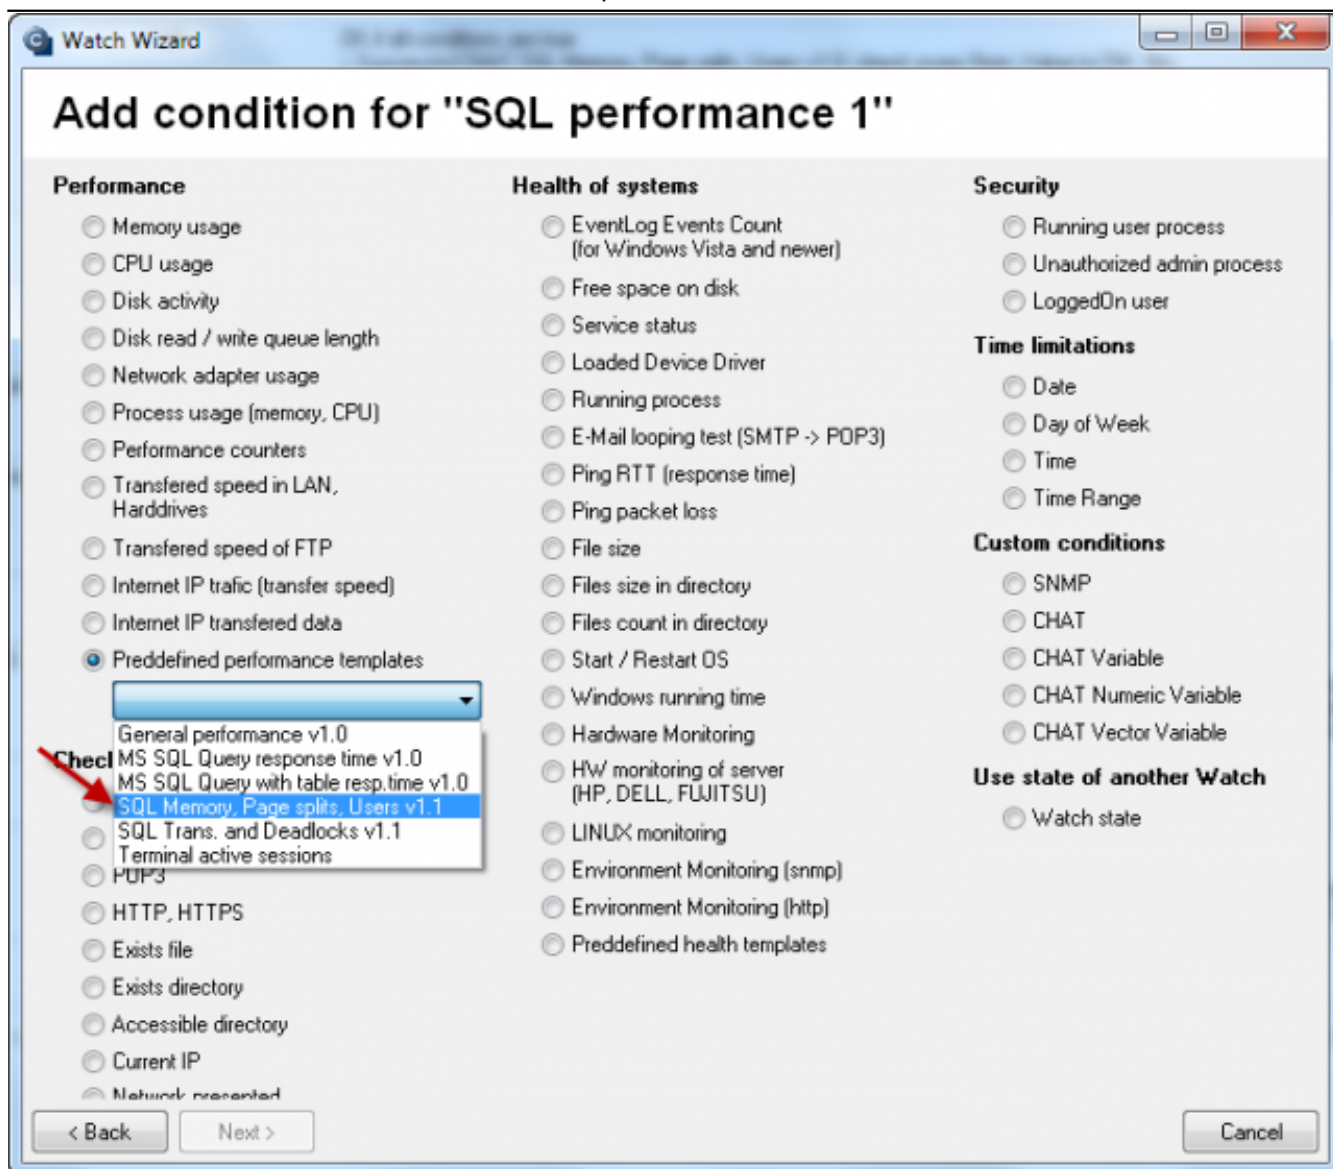 Watch Wizard
Add condition for "SQL performance 1"
Performance
Memory usage
CPU usage
Disk activity
Disk read / write queue length
Network adapter usage
Process usage (memory, CPU)
Performance counters
Transfered speed in LAN,
Harddrives
Transfered speed of FTP
Internet IP trafic (transfer speed)
Internet IP transfered data
Preddefined performance templates
General performance v1.0
MS SQL Query response time v1.0
MS SQL Query with table resp.time v1.0
SQL Memory, Page splits, Users v1.1
SQL Trans. and Deadlocks v1.1
Terminal active sessions
Chec
POP3
HTTP, HTTPS
Exists file
Exists directory
Accessible directory
Current IP
Network presented
Health of systems
EventLog Events Count
(for Windows Vista and newer)
Free space on disk
Service status
Loaded Device Driver
Running process
E-Mail looping test (SMTP -> POP3)
Ping RTT (response time)
Ping packet loss
File size
Files size in directory
Files count in directory
Start / Restart OS
Windows running time
Hardware Monitoring
HW monitoring of server
(HP, DELL, FUJITSU)
LINUX monitoring
Environment Monitoring (snmp)
Environment Monitoring (http)
Preddefined health templates
Security
Running user process
Unauthorized admin process
LoggedOn user
Time limitations
Date
Day of Week
Time
Time Range
Custom conditions
SNMP
CHAT
CHAT Variable
CHAT Numeric Variable
CHAT Vector Variable
Use state of another Watch
Watch state
< Back
Next >
Cancel